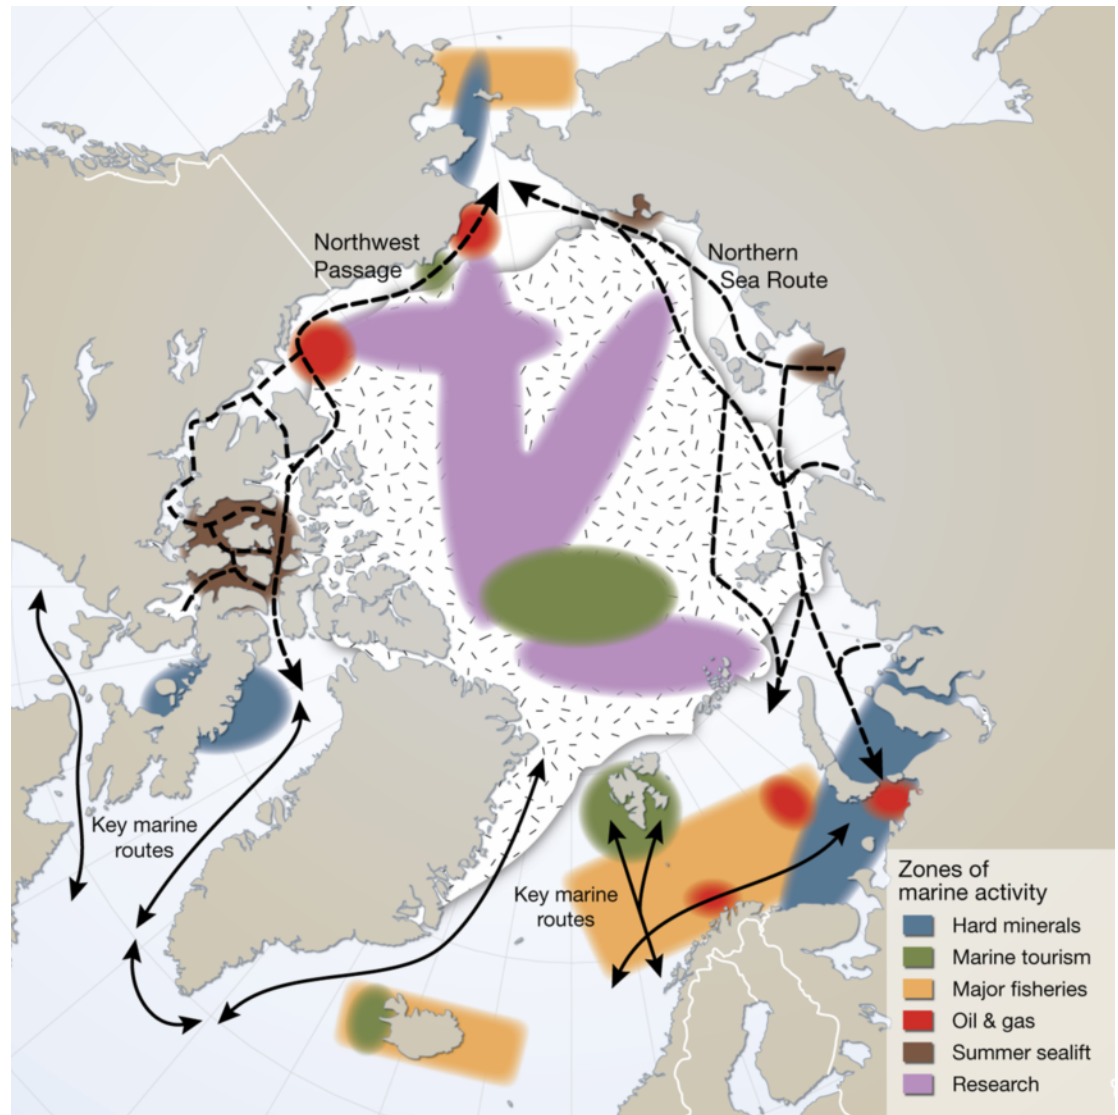 Northwest
Passage
Northern
Sea Route
Key marine
routes
Key marine
routes
Zones of
marine activity
Hard minerals
Marine tourism
Major fisheries
Oil & gas
Summer sealift
Research